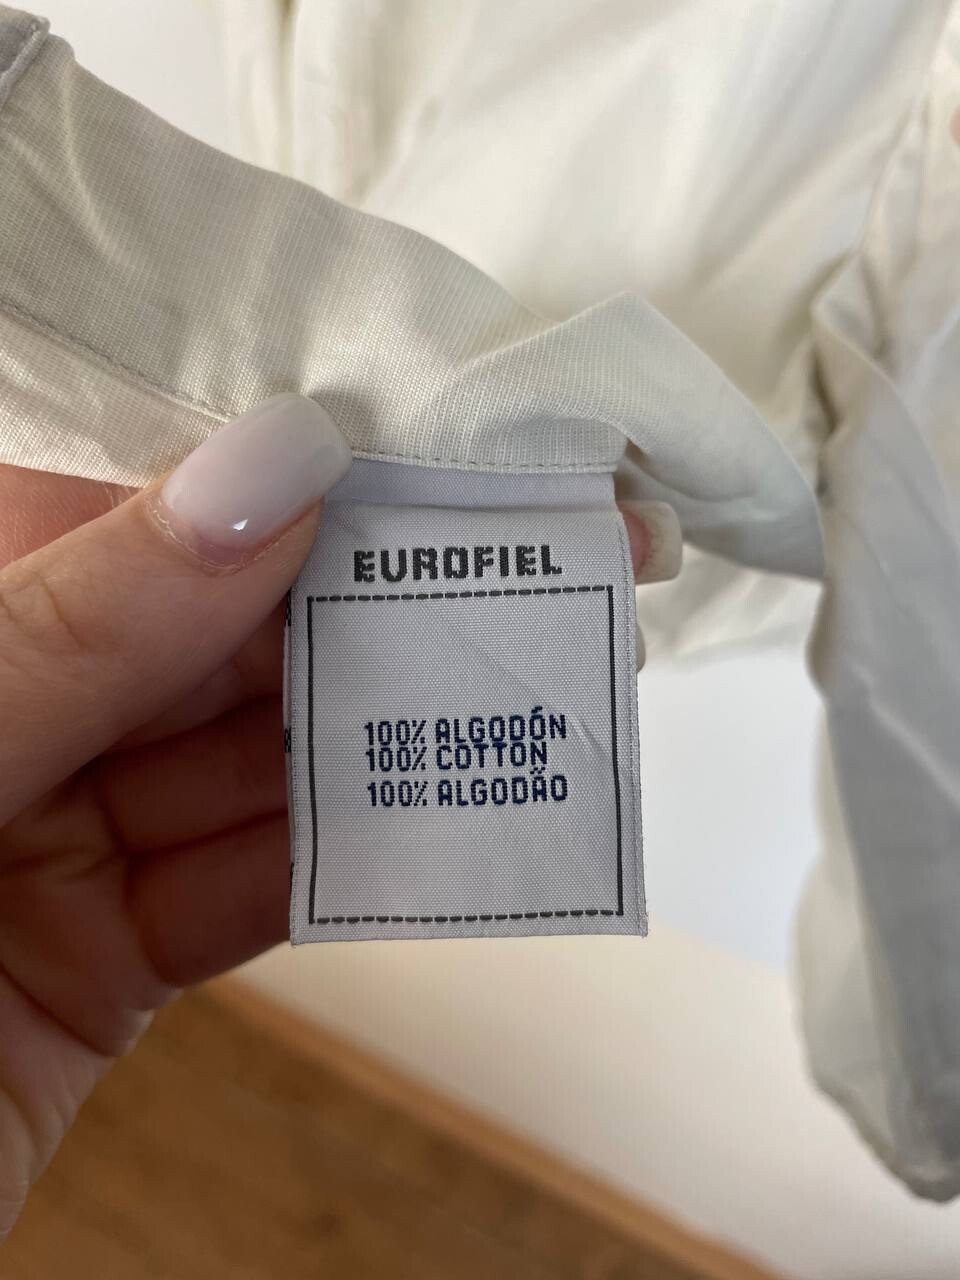 EUROFIEL
100% ALGODÓN
100% COTTON
100% ALGODÃO